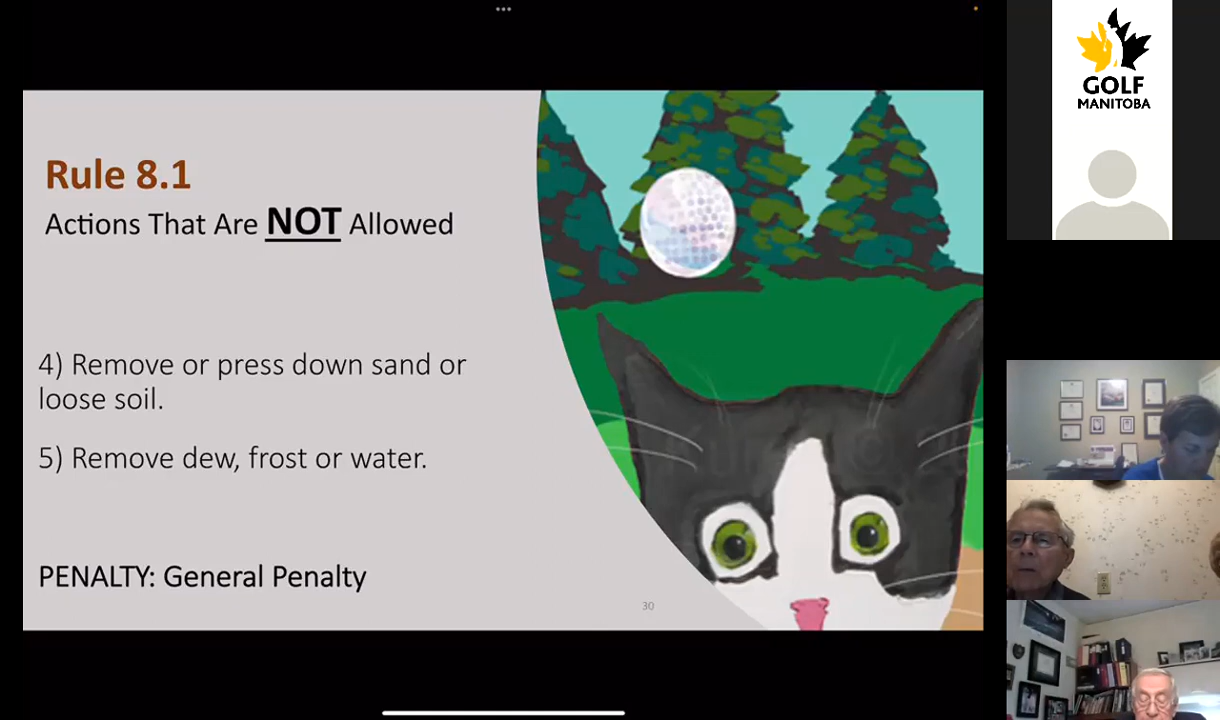 Rule 8.1
Actions That Are NOT Allowed
4) Remove or press down sand or
loose soil.
5) Remove dew, frost or water.
PENALTY: General Penalty
30
GOLF
MANITOBA